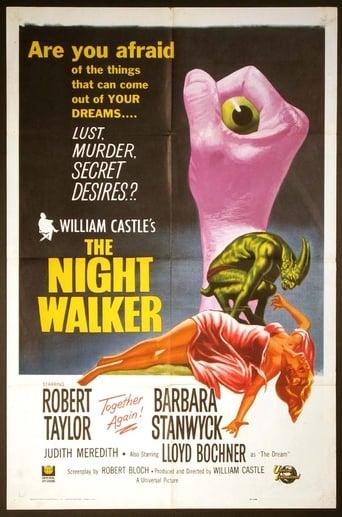 Are you afraid
of the things
that can come
out of YOUR
DREAMS....
LUST,
MURDER,
SECRET
DESIRES.?
WILLIAM CASTLE'S
THE
NIGHT
WALKER
STARRING
ROBERT
TAYLOR
Together
Again!
BARBARA
STANWYCK
JUDITH MEREDITH • Also Starring LLOYD BOCHNER as "The Dream"
Screenplay by ROBERT BLOCH • Produced and Directed by WILLIAM CASTLE
A Universal Picture